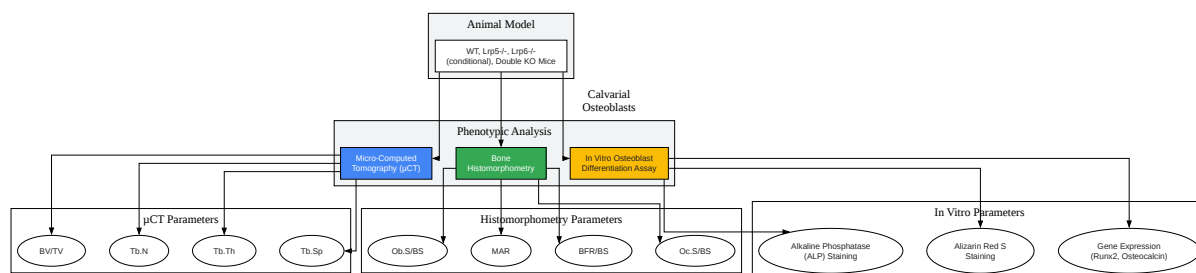 Animal Model
WT, Lrp5-/-, Lrp6-/-
(conditional), Double KO Mice
Calvarial
Osteoblasts
Phenotypic Analysis
Micro-Computed
Tomography (µCT)
Bone
Histomorphometry
In Vitro Osteoblast
Differentiation Assay
µCT Parameters
BV/TV
Tb.N
Tb.Th
Tb.Sp
Histomorphometry Parameters
Ob.S/BS
MAR
BFR/BS
Oc.S/BS
In Vitro Parameters
Alkaline Phosphatase
(ALP) Staining
Alizarin Red S
Staining
Gene Expression
(Runx2, Osteocalcin)